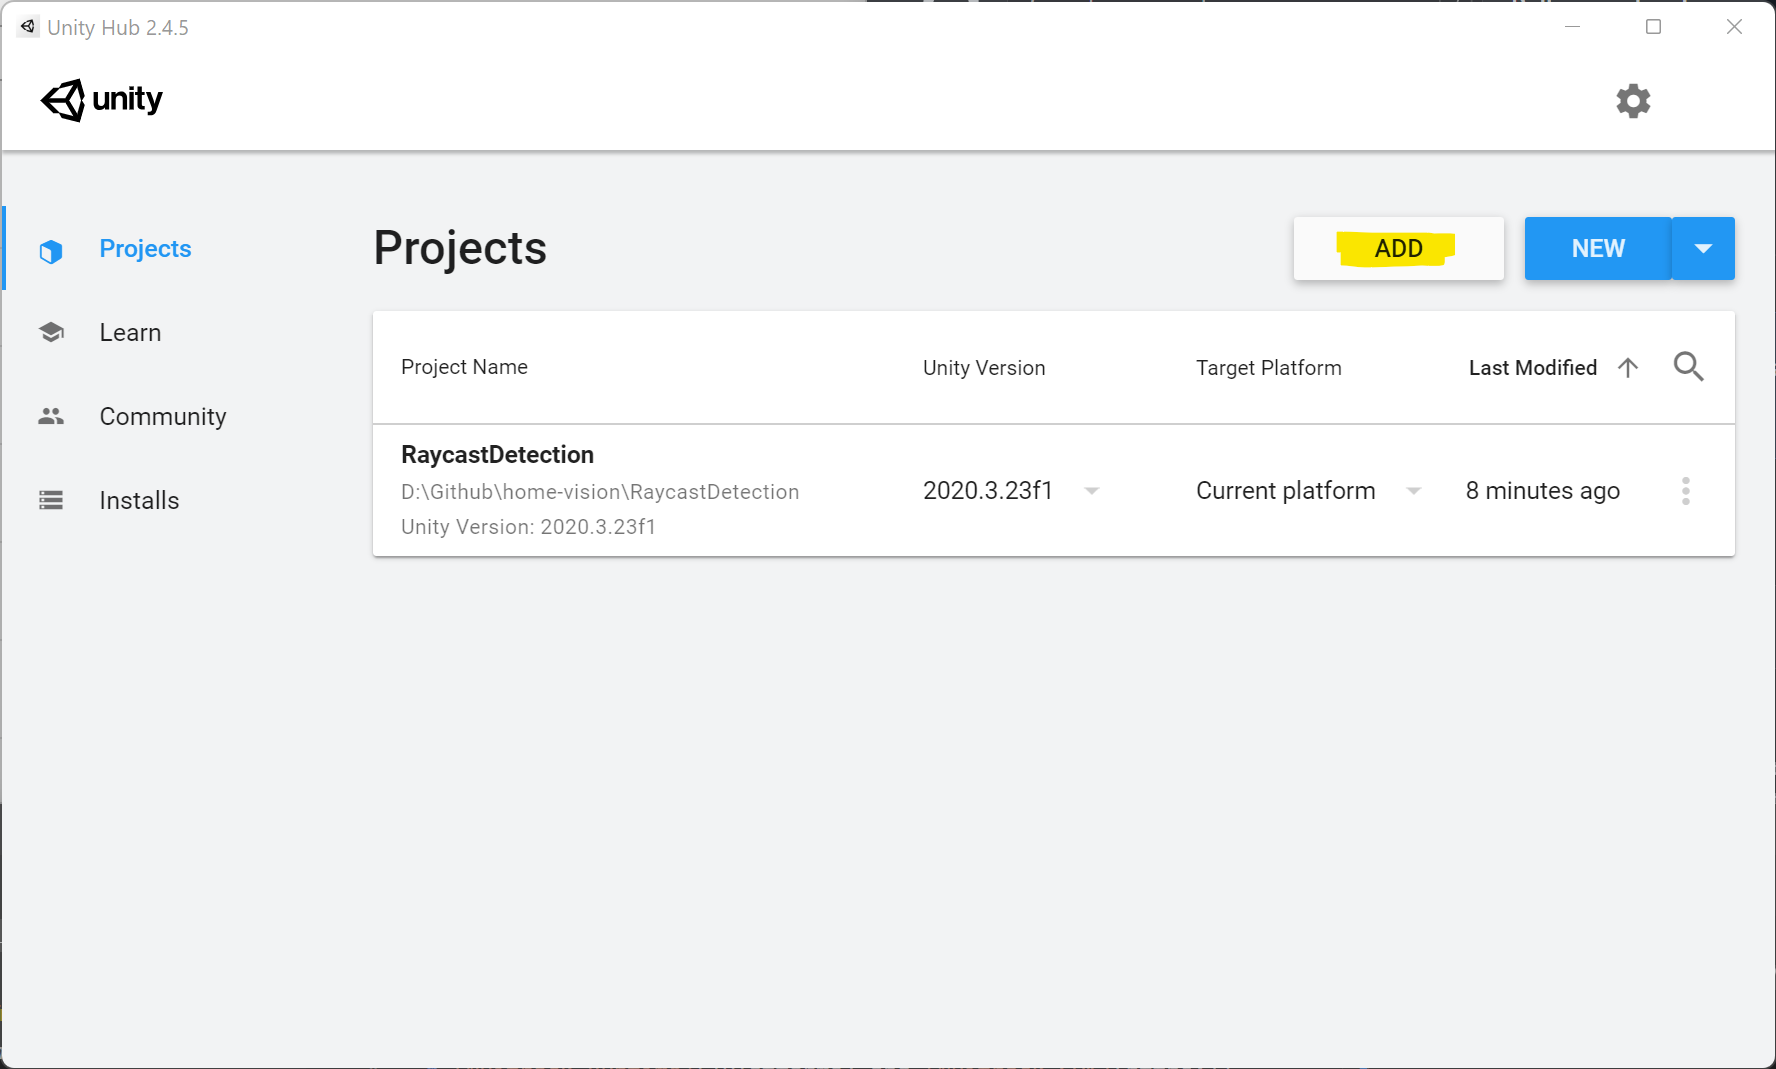 Unity Hub 2.4.5
unity
Projects
Learn
Community
Installs
Projects
ADD
NEW
Project Name
Unity Version
Target Platform
Last Modified
RaycastDetection
D:\Github\home-vision\RaycastDetection
Unity Version: 2020.3.23f1
2020.3.23f1
Current platform
8 minutes ago